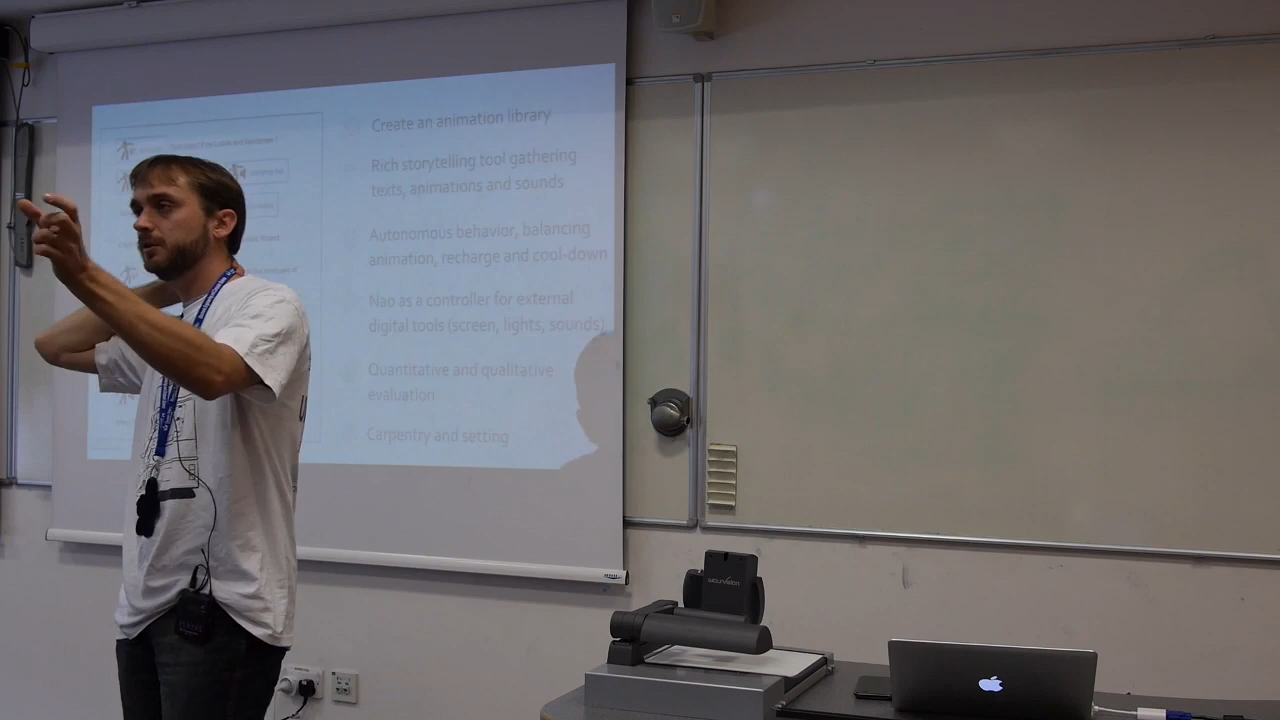 Create an animation library
Rich storytelling tool gathering
texts, animations and sounds
Autonomous behavior, balancing
animation, recharge and cool-down
Nao as a controller for external
digital tools (screen, lights, sounds)
Quantitative and qualitative
evaluation
Carpentry and setting
wolfvision